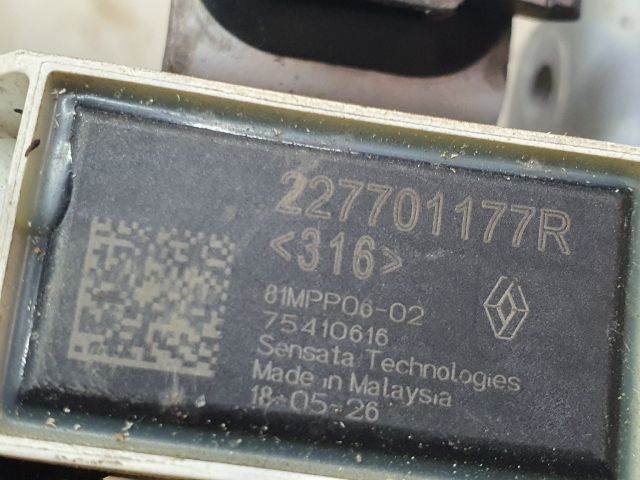 227701177R
<316>
81MPP06-02
75410616
Sensata Technologies
Made in Malaysia
18-05-26